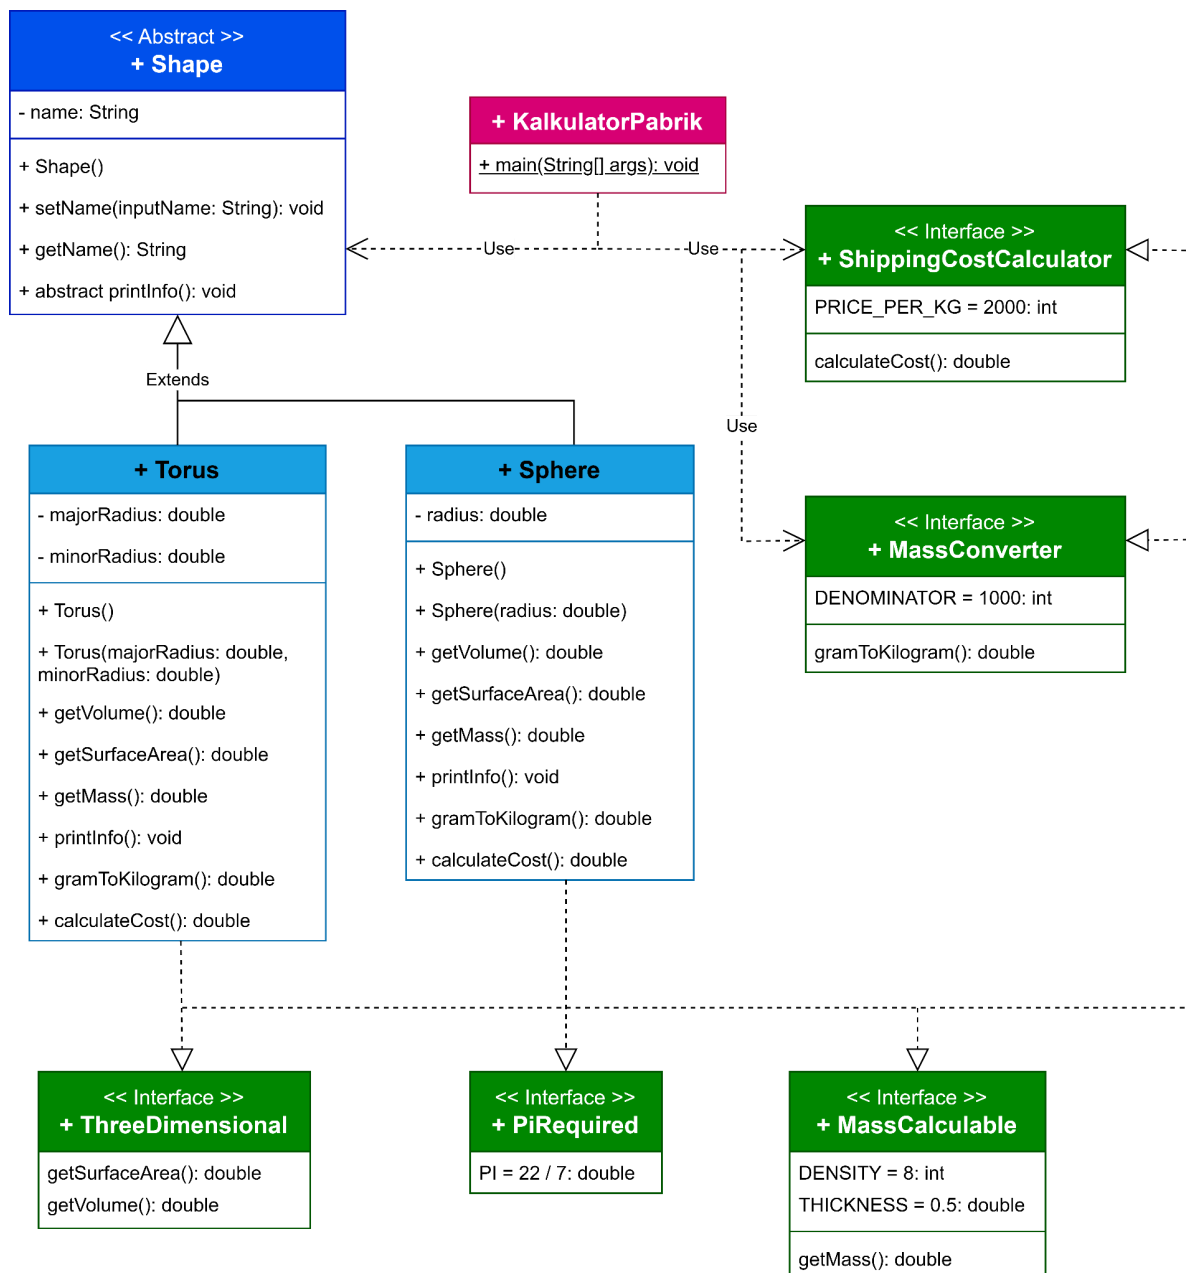 << Abstract >>
+ Shape
- name: String
+ Shape()
+ setName(inputName: String): void
+ getName(): String
+ abstract printInfo(): void
+ KalkulatorPabrik
+ main(String[] args): void
Use
Use
<< Interface >>
+ ShippingCostCalculator
PRICE_PER_KG = 2000: int
calculateCost(): double
Extends
Use
+ Torus
- majorRadius: double
- minorRadius: double
+ Torus()
+ Torus(majorRadius: double,
minorRadius: double)
+ getVolume(): double
+ getSurfaceArea(): double
+ getMass(): double
+ printInfo(): void
+ gramToKilogram(): double
+ calculateCost(): double
+ Sphere
- radius: double
+ Sphere()
+ Sphere(radius: double)
+ getVolume(): double
+ getSurfaceArea(): double
+ getMass(): double
+ printInfo(): void
+ gramToKilogram(): double
+ calculateCost(): double
<< Interface >>
+ MassConverter
DENOMINATOR = 1000: int
gramToKilogram(): double
<< Interface >>
+ ThreeDimensional
getSurfaceArea(): double
getVolume(): double
<< Interface >>
+ PiRequired
PI = 22 / 7: double
<< Interface >>
+ MassCalculable
DENSITY = 8: int
THICKNESS = 0.5: double
getMass(): double